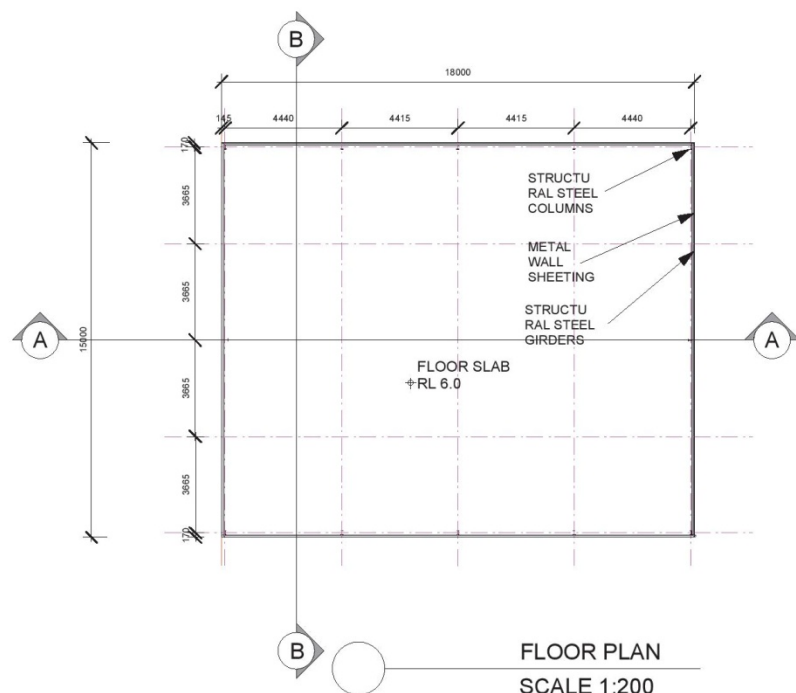 B
18000
145 4440 4415 4415 4440
170
3665
STRUCTU
RAL STEEL
COLUMNS
3665
METAL
WALL
SHEETING
STRUCTU
RAL STEEL
GIRDERS
A
15000
A
FLOOR SLAB
RL 6.0
3665
3665
170
B
FLOOR PLAN
SCALE 1:200